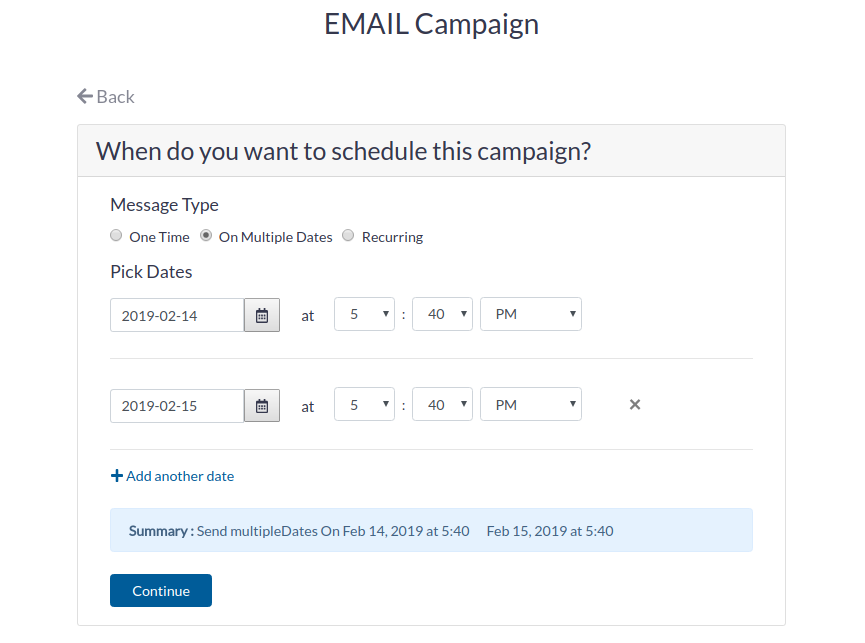 EMAIL Campaign
Back
When do you want to schedule this campaign?
Message Type
One Time On Multiple Dates Recurring
Pick Dates
2019-02-14 at 5 : 40 PM
2019-02-15 at 5 : 40 PM
Add another date
Summary : Send multipleDates On Feb 14, 2019 at 5:40 Feb 15, 2019 at 5:40
Continue